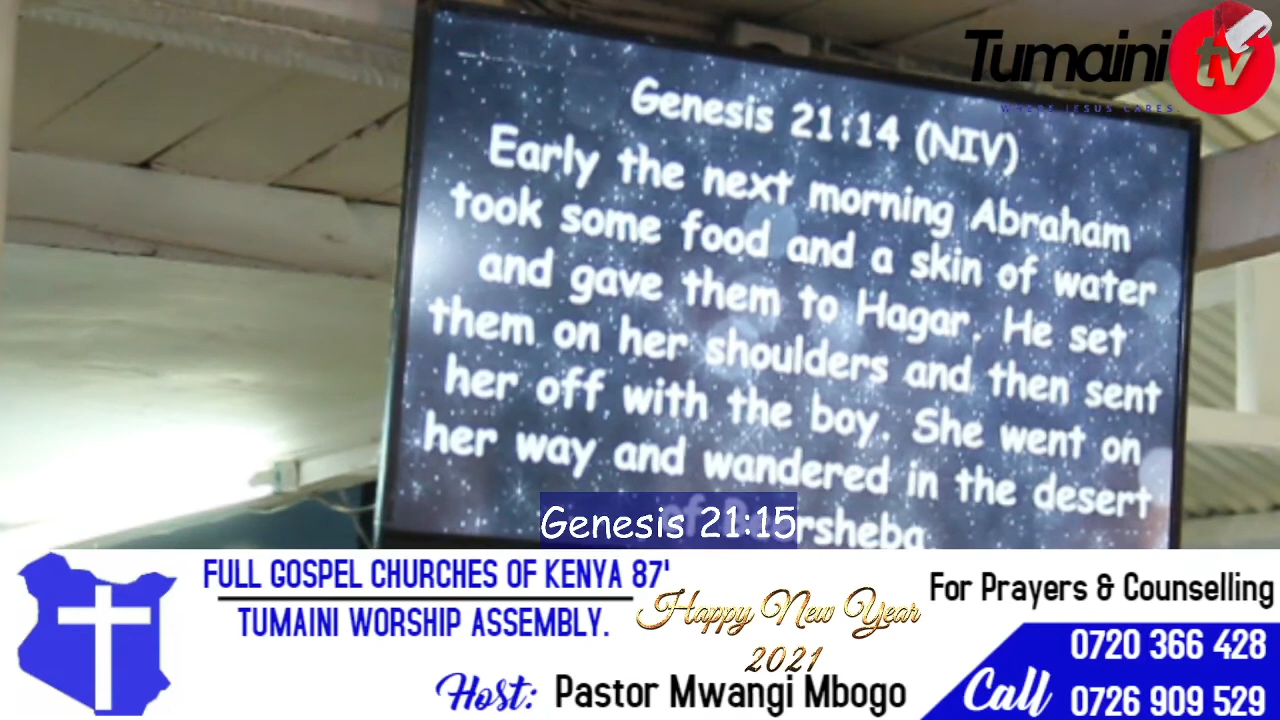 Tumaini tv
WHERE JESUS CARES.
Genesis 21:14 (NIV)
Early the next morning Abraham
took some food and a skin of water
and gave them to Hagar. He set
them on her shoulders and then sent
her off with the boy. She went on
her way and wandered in the desert
Genesis 21:15
FULL GOSPEL CHURCHES OF KENYA 87'
TUMAINI WORSHIP ASSEMBLY.
Happy New Year
2021
Host: Pastor Mwangi Mbogo
For Prayers & Counselling
Call
0720 366 428
0726 909 529